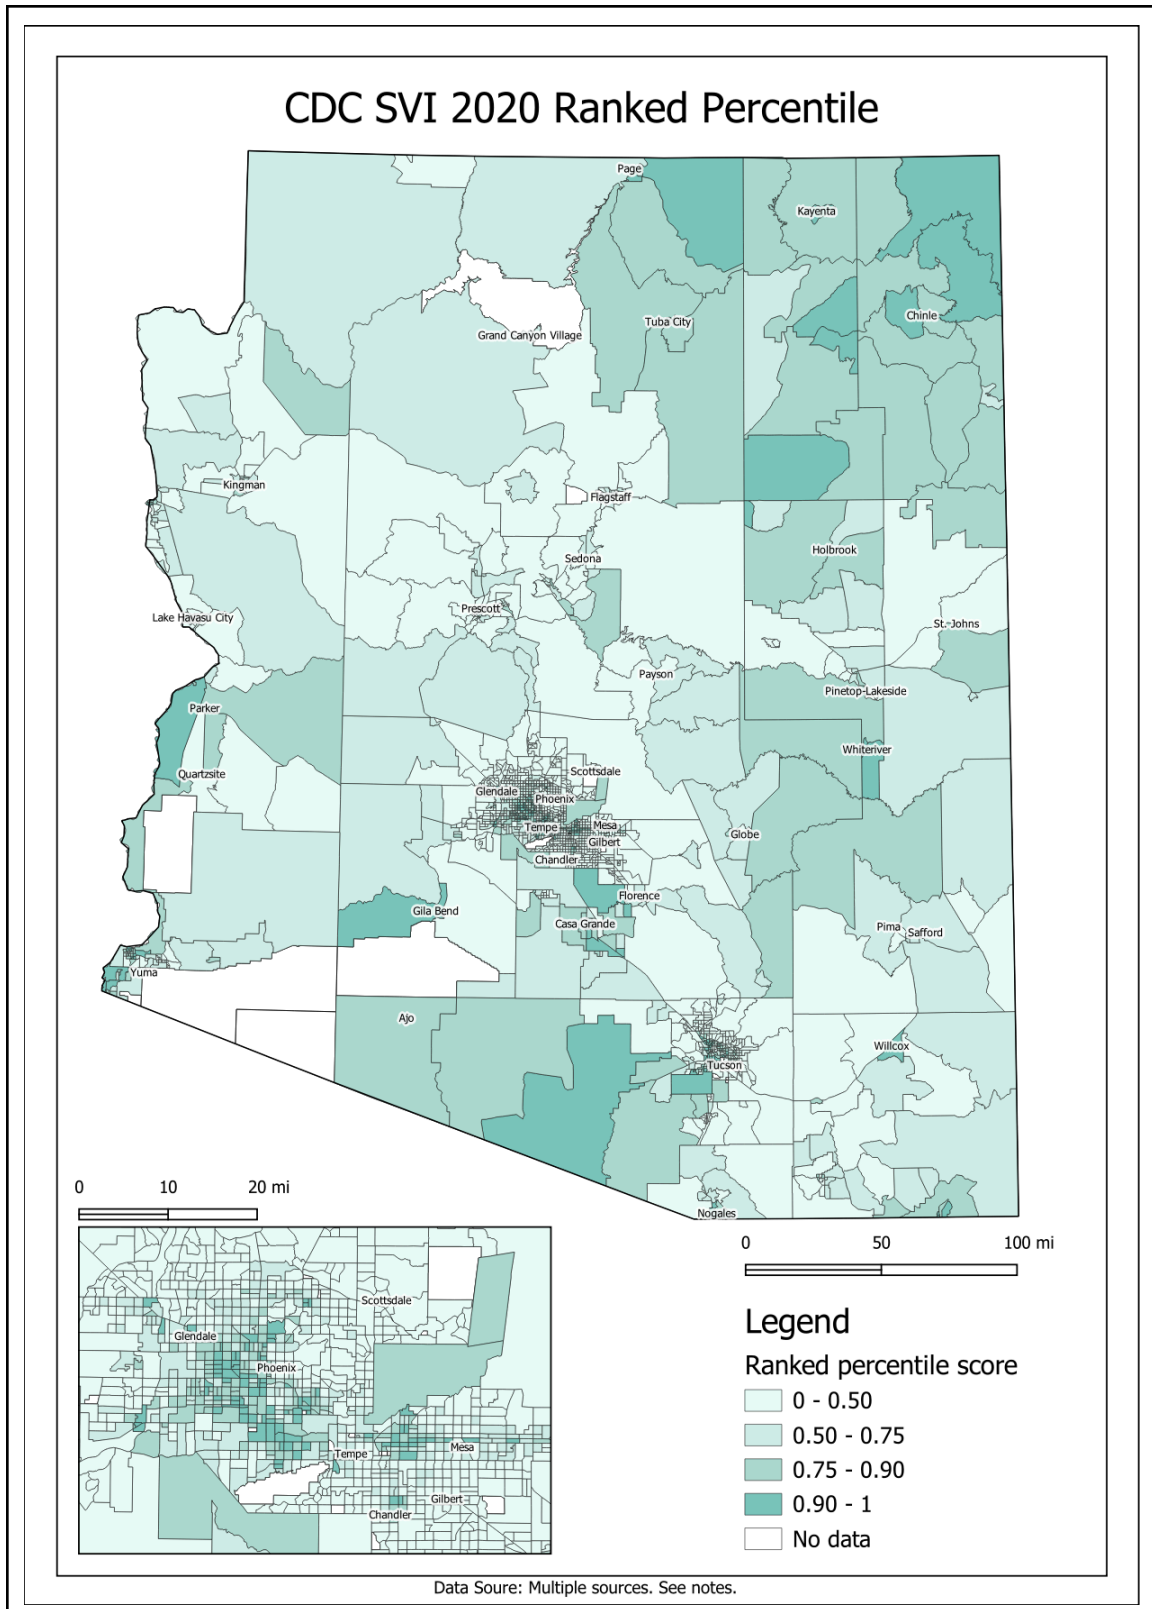 CDC SVI 2020 Ranked Percentile
Page
Kayenta
Chinle
Tuba City
Grand Canyon Village
Kingman
Flagstaff
Holbrook
Sedona
Prescott
Lake Havasu City
St. Johns
Payson
Pinetop-Lakeside
Parker
Whiteriver
Quartzsite
Scottsdale
Glendale
Phoenix
Tempe
Mesa
Gilbert
Globe
Chandler
Florence
Gila Bend
Casa Grande
Pima
Safford
Yuma
Ajo
Willcox
Tucson
Nogales
0 10 20 mi
0 50 100 mi
Scottsdale
Glendale
Phoenix
Tempe
Mesa
Gilbert
Chandler
Legend
Ranked percentile score
0 - 0.50
0.50 - 0.75
0.75 - 0.90
0.90 - 1
No data
Data Soure: Multiple sources. See notes.